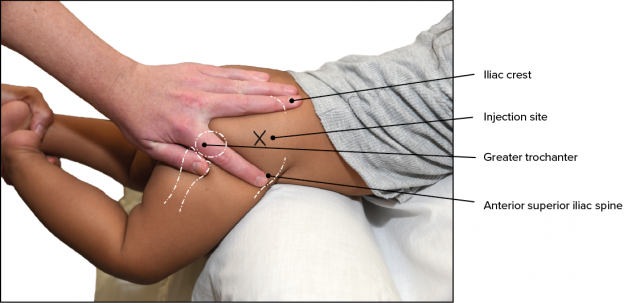 Iliac crest
Injection site
Greater trochanter
Anterior superior iliac spine